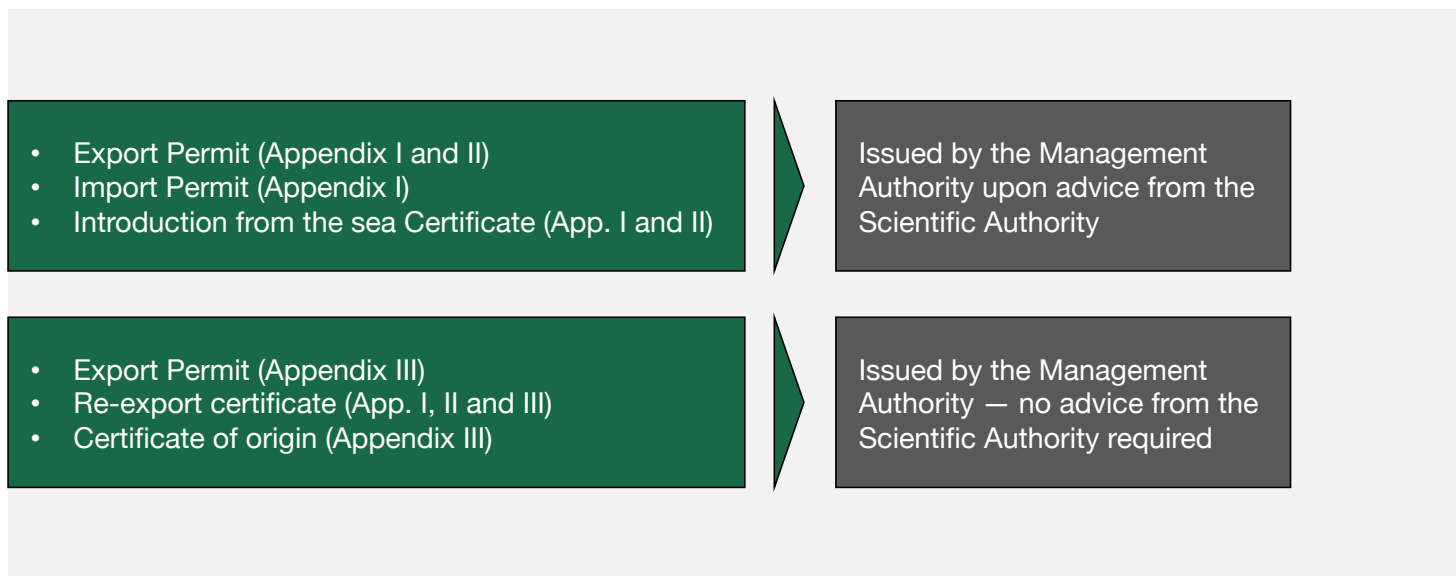 • Export Permit (Appendix I and II)
• Import Permit (Appendix I)
• Introduction from the sea Certificate (App. I and II)
Issued by the Management
Authority upon advice from the
Scientific Authority
• Export Permit (Appendix III)
• Re-export certificate (App. I, II and III)
• Certificate of origin (Appendix III)
Issued by the Management
Authority — no advice from the
Scientific Authority required